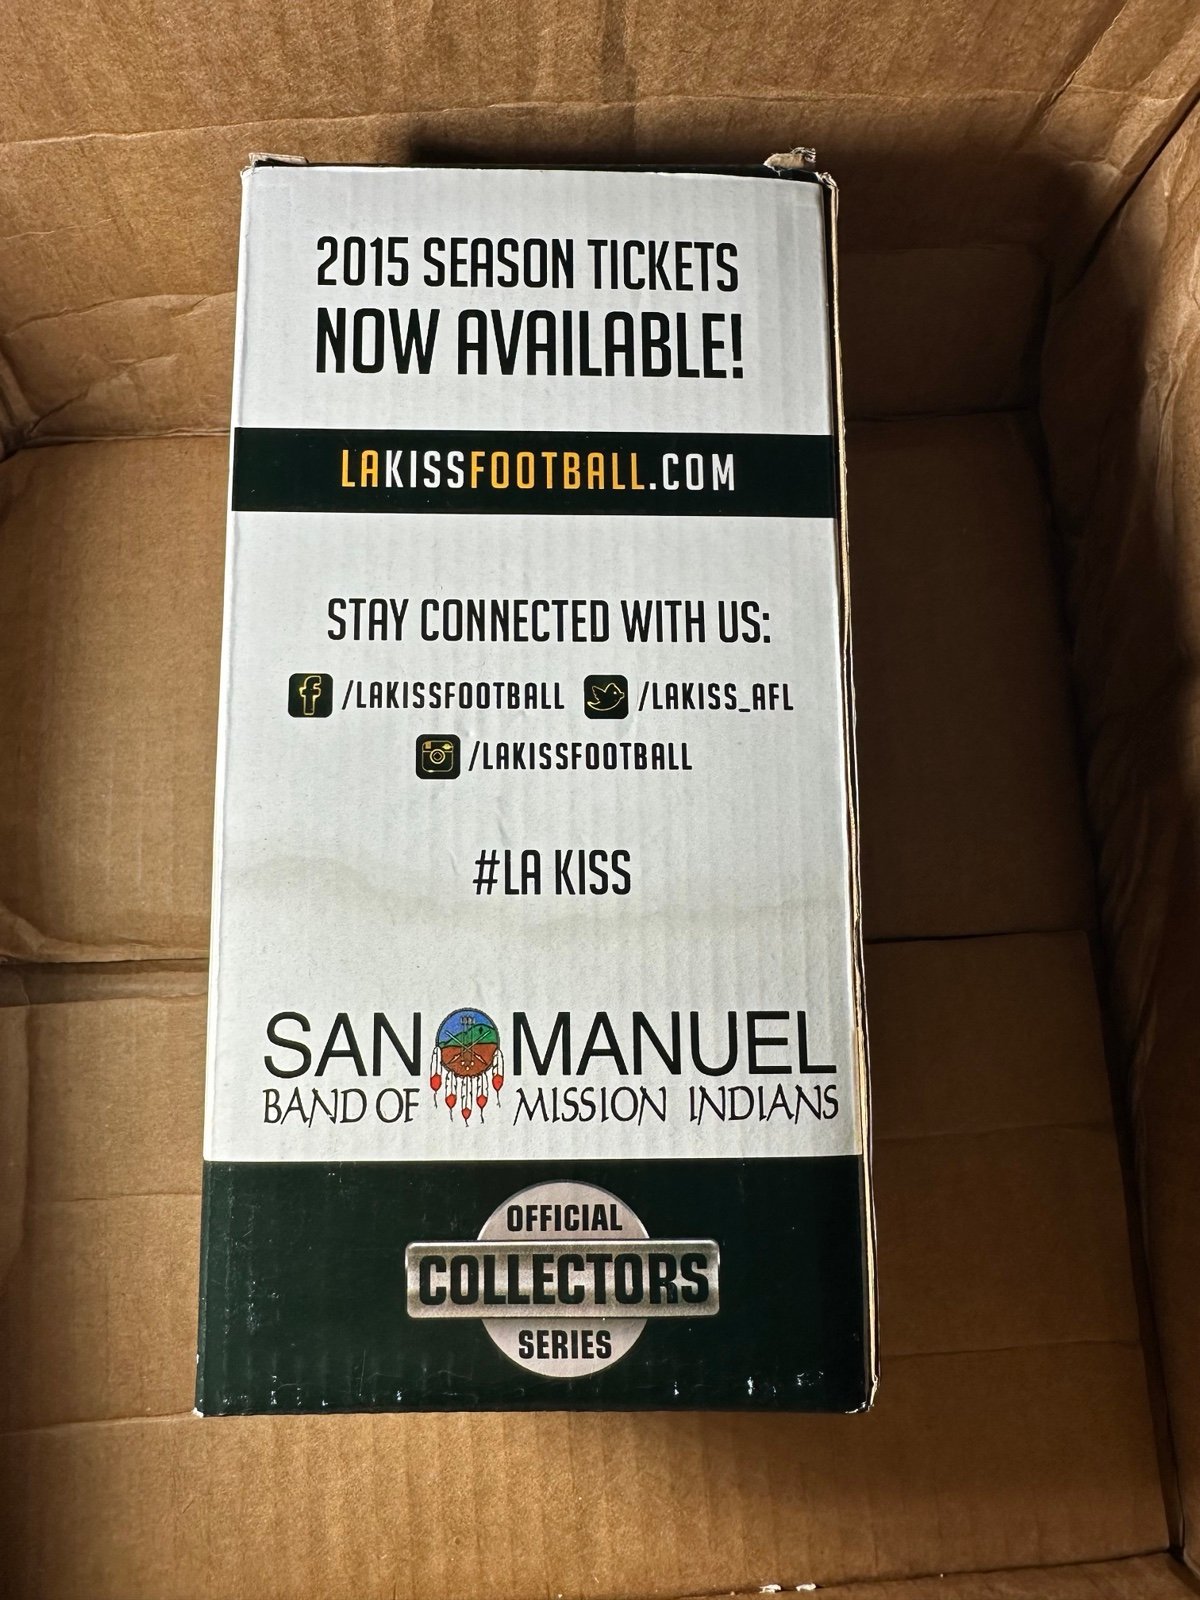 2015 SEASON TICKETS
NOW AVAILABLE!
LAKISSFOOTBALL.COM
STAY CONNECTED WITH US:
f /LAKISSFOOTBALL /LAKISS_AFL
/LAKISSFOOTBALL
#LA KISS
SAN MANUEL
BAND OF MISSION INDIANS
OFFICIAL
COLLECTORS
SERIES